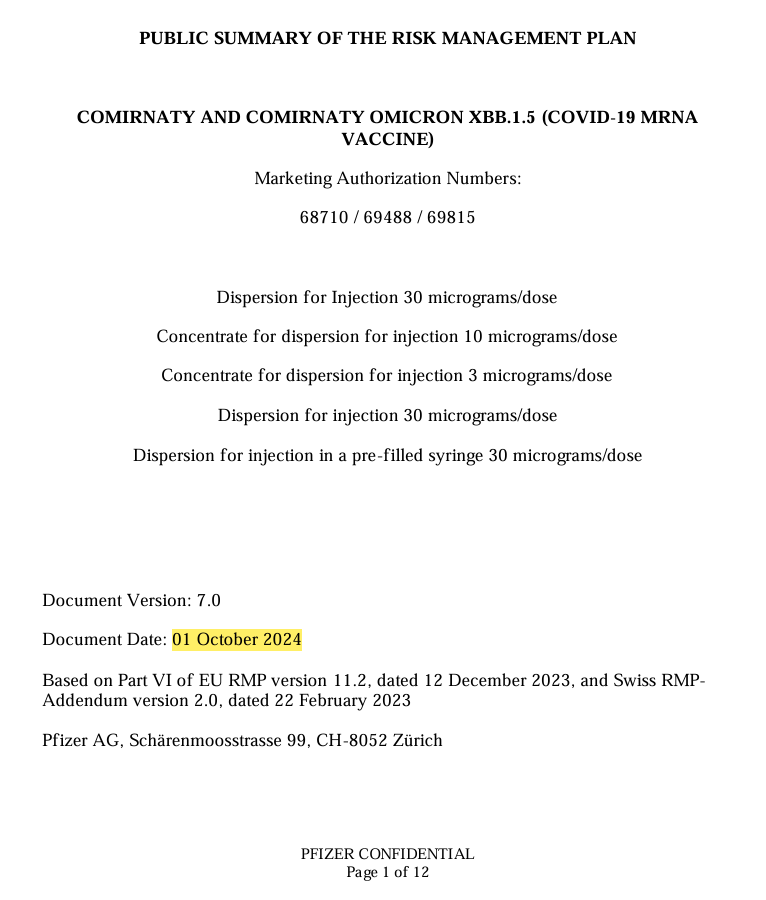 PUBLIC SUMMARY OF THE RISK MANAGEMENT PLAN
COMIRNATY AND COMIRNATY OMICRON XBB.1.5 (COVID-19 MRNA
VACCINE)
Marketing Authorization Numbers:
68710 / 69488 / 69815
Dispersion for Injection 30 micrograms/dose
Concentrate for dispersion for injection 10 micrograms/dose
Concentrate for dispersion for injection 3 micrograms/dose
Dispersion for injection 30 micrograms/dose
Dispersion for injection in a pre-filled syringe 30 micrograms/dose
Document Version: 7.0
Document Date: 01 October 2024
Based on Part VI of EU RMP version 11.2, dated 12 December 2023, and Swiss RMP-
Addendum version 2.0, dated 22 February 2023
Pfizer AG, Schärenmoosstrasse 99, CH-8052 Zürich
PFIZER CONFIDENTIAL
Page 1 of 12